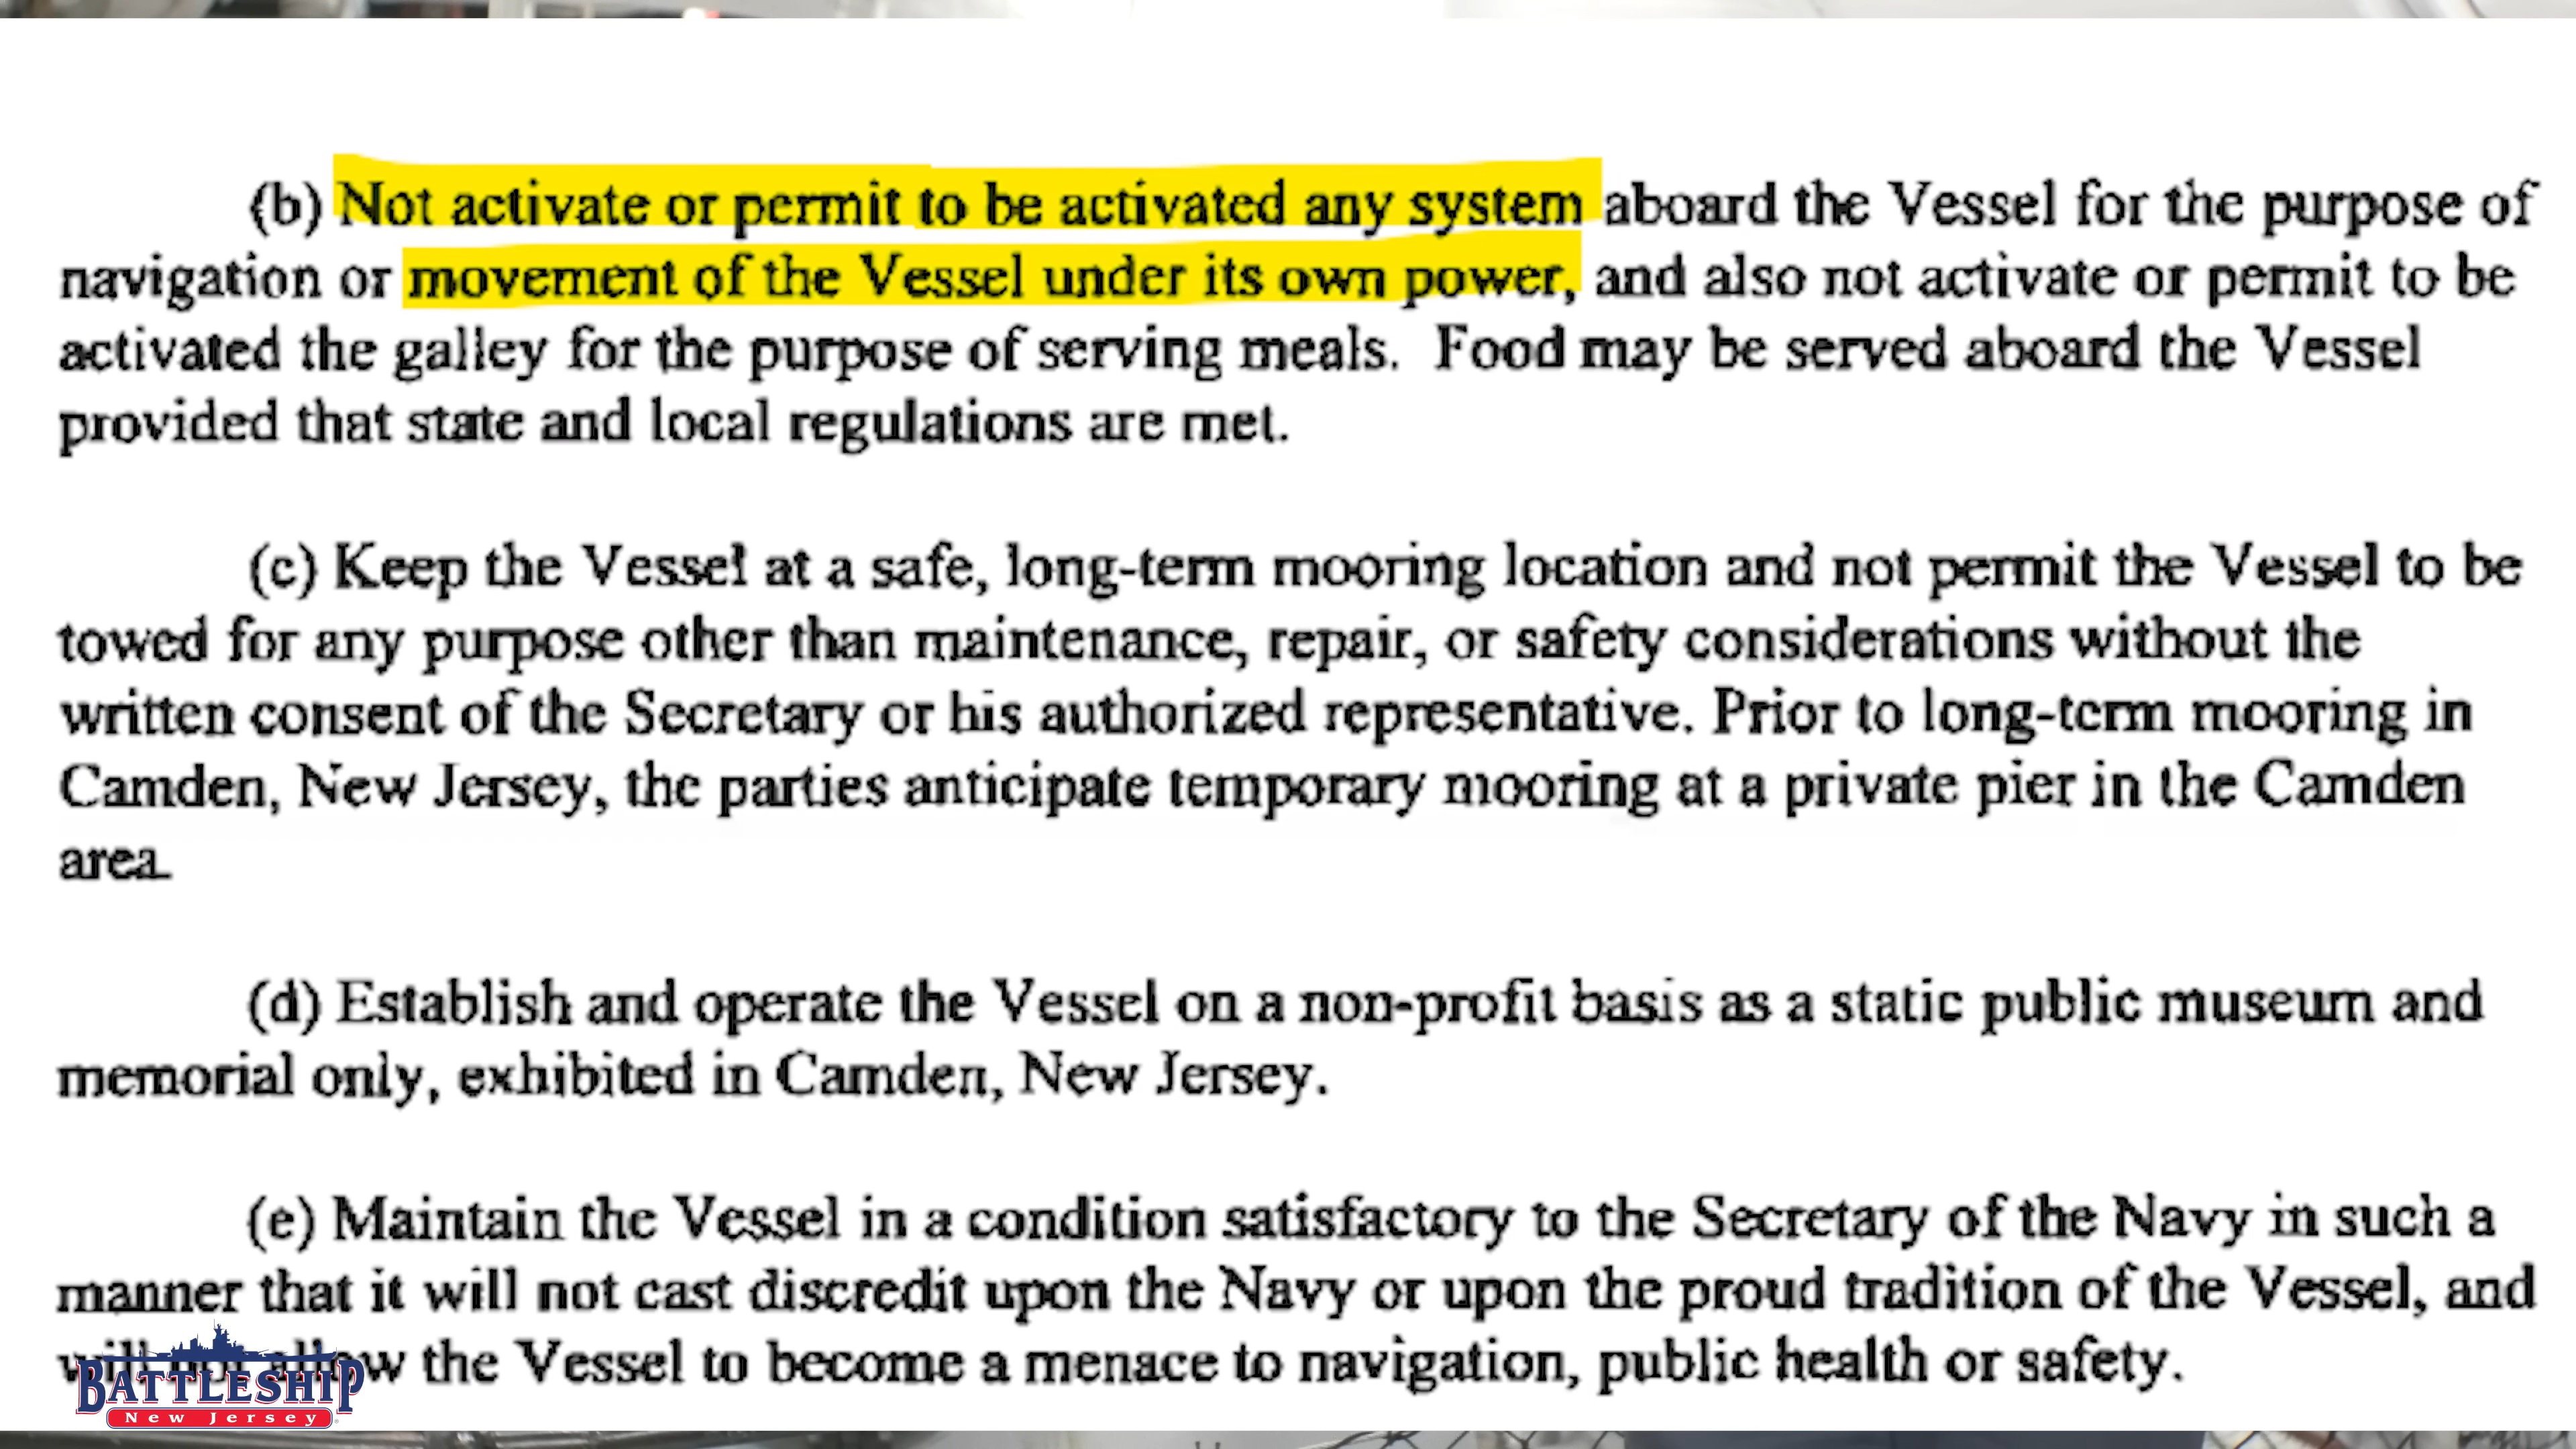 (b) Not activate or permit to be activated any system aboard the Vessel for the purpose of
navigation or movement of the Vessel under its own power, and also not activate or permit to be
activated the galley for the purpose of serving meals. Food may be served aboard the Vessel
provided that state and local regulations are met.
(c) Keep the Vessel at a safe, long-term mooring location and not permit the Vessel to be
towed for any purpose other than maintenance, repair, or safety considerations without the
written consent of the Secretary or his authorized representative. Prior to long-term mooring in
Camden, New Jersey, the parties anticipate temporary mooring at a private pier in the Camden
area.
(d) Establish and operate the Vessel on a non-profit basis as a static public museum and
memorial only, exhibited in Camden, New Jersey.
(e) Maintain the Vessel in a condition satisfactory to the Secretary of the Navy in such a
manner that it will not cast discredit upon the Navy or upon the proud tradition of the Vessel, and
will not allow the Vessel to become a menace to navigation, public health or safety.
BATTLESHIP
New Jersey